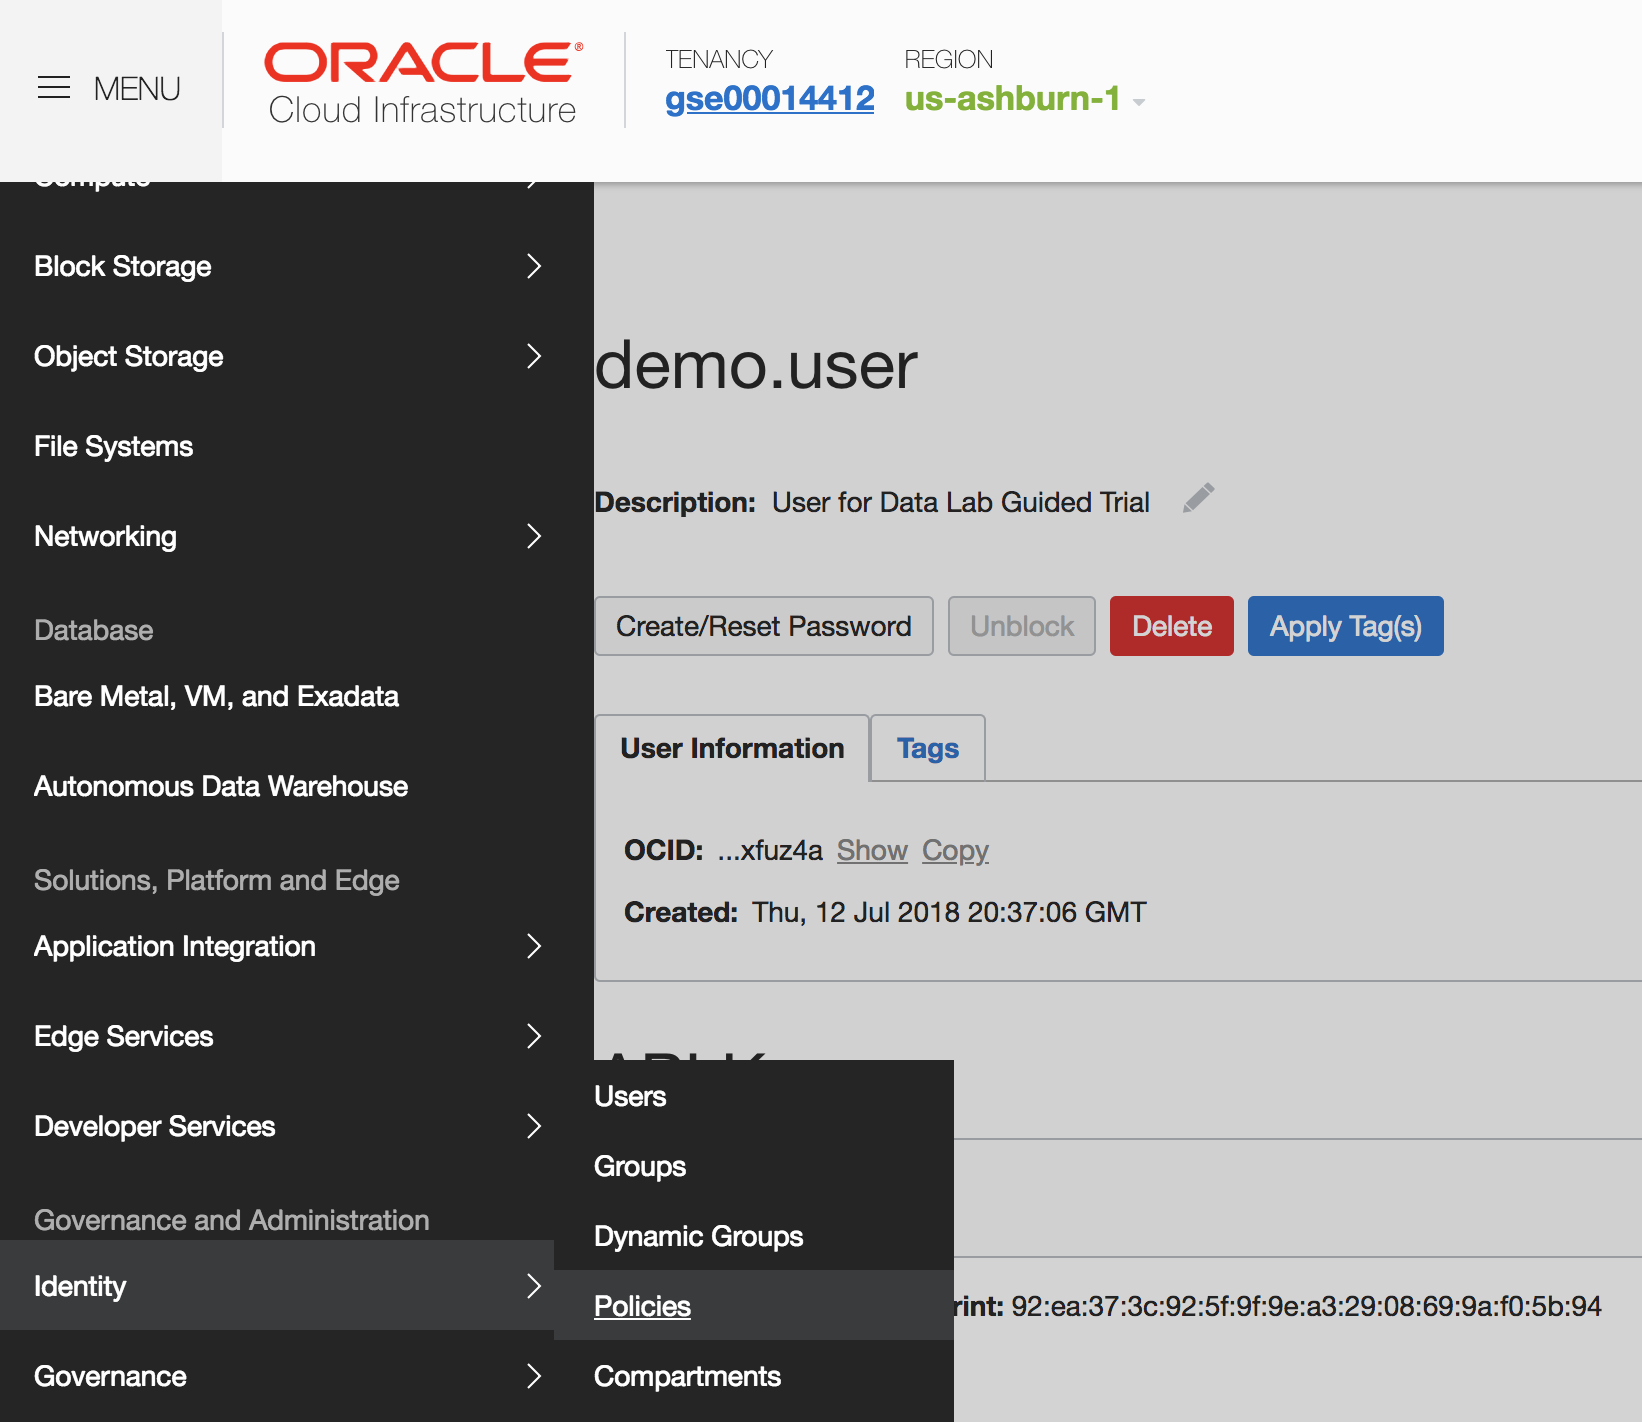 MENU
ORACLE®
Cloud Infrastructure
TENANCY
gse00014412
REGION
us-ashburn-1
Compute
Block Storage
Object Storage
File Systems
Networking
Database
Bare Metal, VM, and Exadata
Autonomous Data Warehouse
Solutions, Platform and Edge
Application Integration
Edge Services
Developer Services
Governance and Administration
Identity
Governance
Users
Groups
Dynamic Groups
Policies
Compartments
demo.user
Description: User for Data Lab Guided Trial
Create/Reset Password
Unblock
Delete
Apply Tag(s)
User Information
Tags
OCID: ...xfuz4a Show Copy
Created: Thu, 12 Jul 2018 20:37:06 GMT
rint: 92:ea:37:3c:92:5f:9f:9e:a3:29:08:69:9a:f0:5b:94